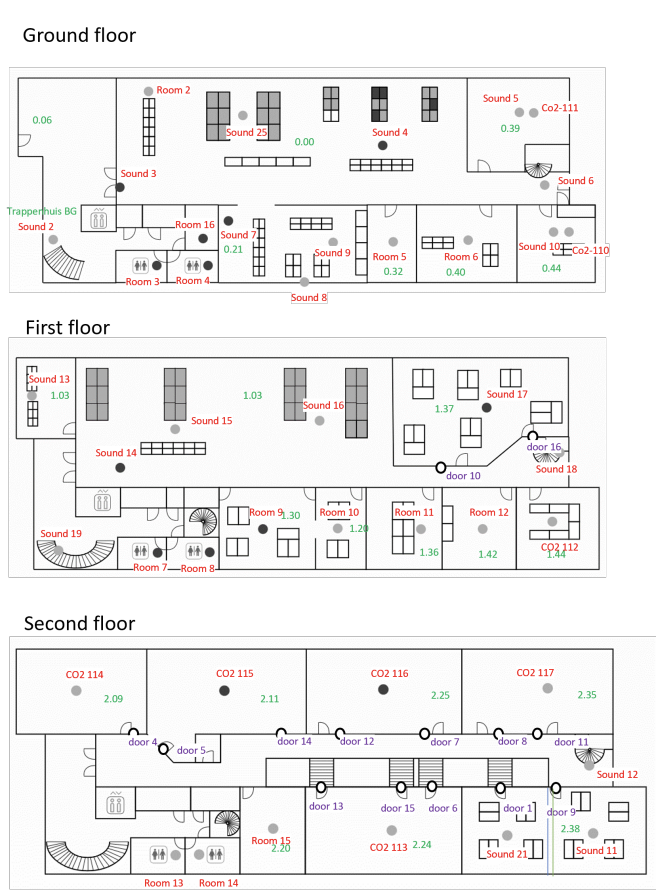 Ground floor
Room 2
0.06
Sound 25
0.00
Sound 4
Sound 5
Co2-111
0.39
Sound 3
Sound 6
Trappenhuis BG
Sound 2
Room 16
Sound 7
0.21
Sound 9
Room 5
0.32
Room 6
0.40
Sound 10
Co2-110
0.44
Room 3
Room 4
Sound 8
First floor
Sound 13
1.03
1.03
Sound 15
Sound 16
1.37
Sound 17
Sound 14
door 16
door 10
Sound 18
Room 9
1.30
Room 10
1.20
Room 11
1.36
Room 12
1.42
CO2 112
1.44
Sound 19
Room 7
Room 8
Second floor
CO2 114
2.09
CO2 115
2.11
CO2 116
2.25
CO2 117
2.35
door 4
door 5
door 14
door 12
door 7
door 8
door 11
Sound 12
door 13
door 15
door 6
door 1
door 9
Room 15
2.20
CO2 113
2.24
Sound 21
2.38
Sound 11
Room 13
Room 14